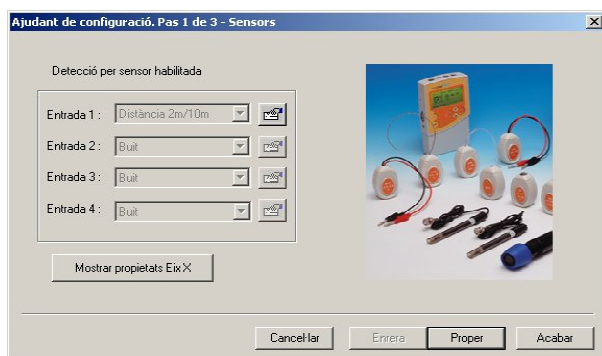 Ajudant de configuració. Pas 1 de 3 - Sensors
Detecció per sensor habilitada
Entrada 1 : Distància 2m/10m
Entrada 2 : Buit
Entrada 3 : Buit
Entrada 4 : Buit
Mostrar propietats Eix X
Cancel·lar Enrera Proper Acabar